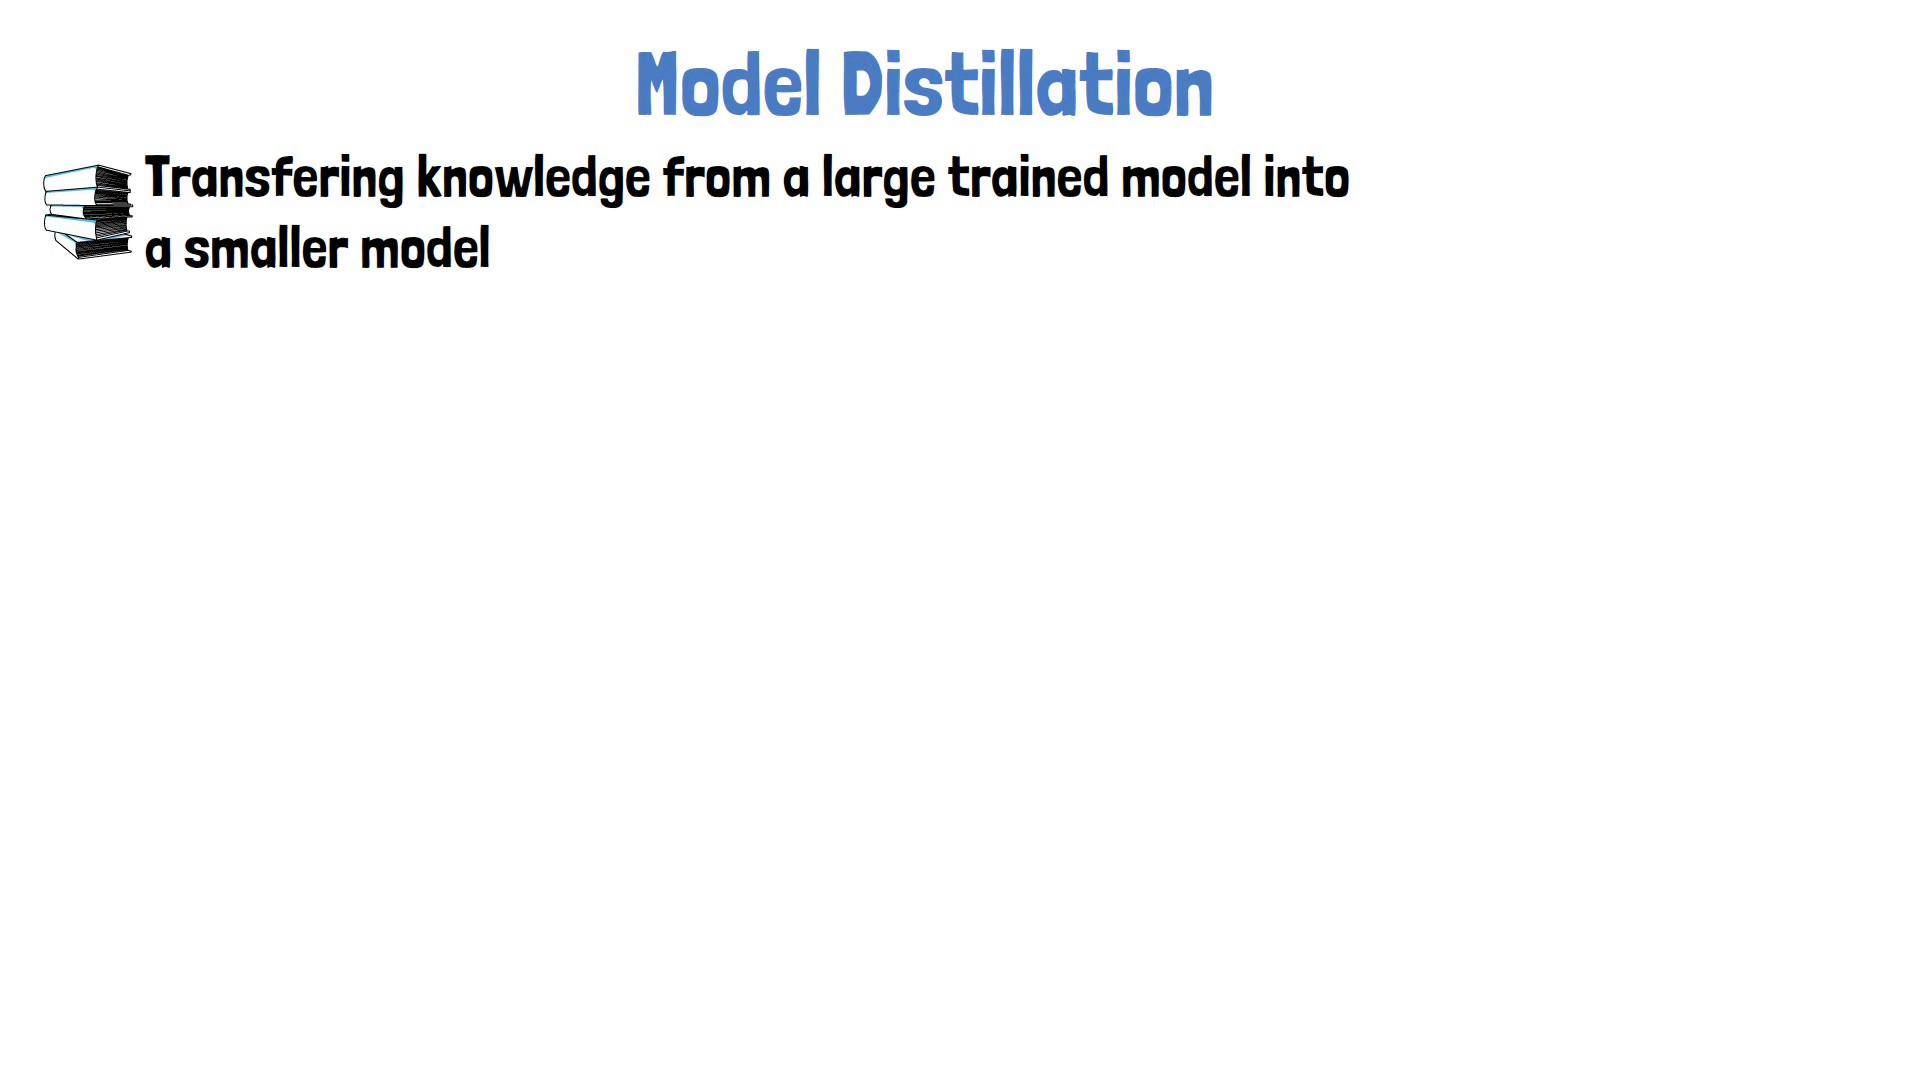 Model Distillation
Transfering knowledge from a large trained model into
a smaller model